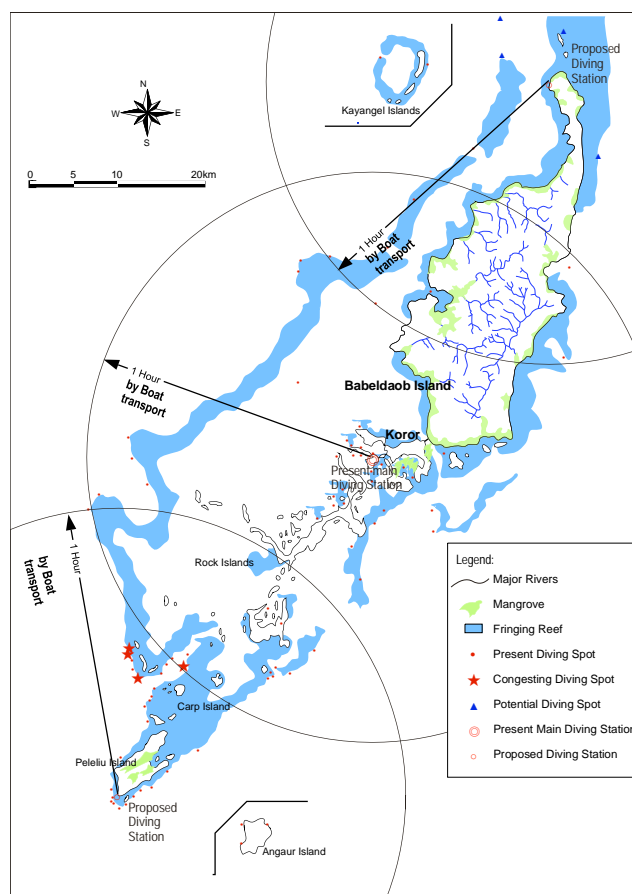 Proposed
Diving
Station
Kayangel Islands
N
W E
S
0 5 10 20km
1 Hour
by Boat
transport
1 Hour
by Boat
transport
Babeldaob Island
Koror
Present main
Diving Station
1 Hour
by Boat
transport
Rock Islands
Carp Island
Peleliu Island
Proposed
Diving
Station
Angaur Island
Legend:
Major Rivers
Mangrove
Fringing Reef
Present Diving Spot
Congesting Diving Spot
Potential Diving Spot
Present Main Diving Station
Proposed Diving Station